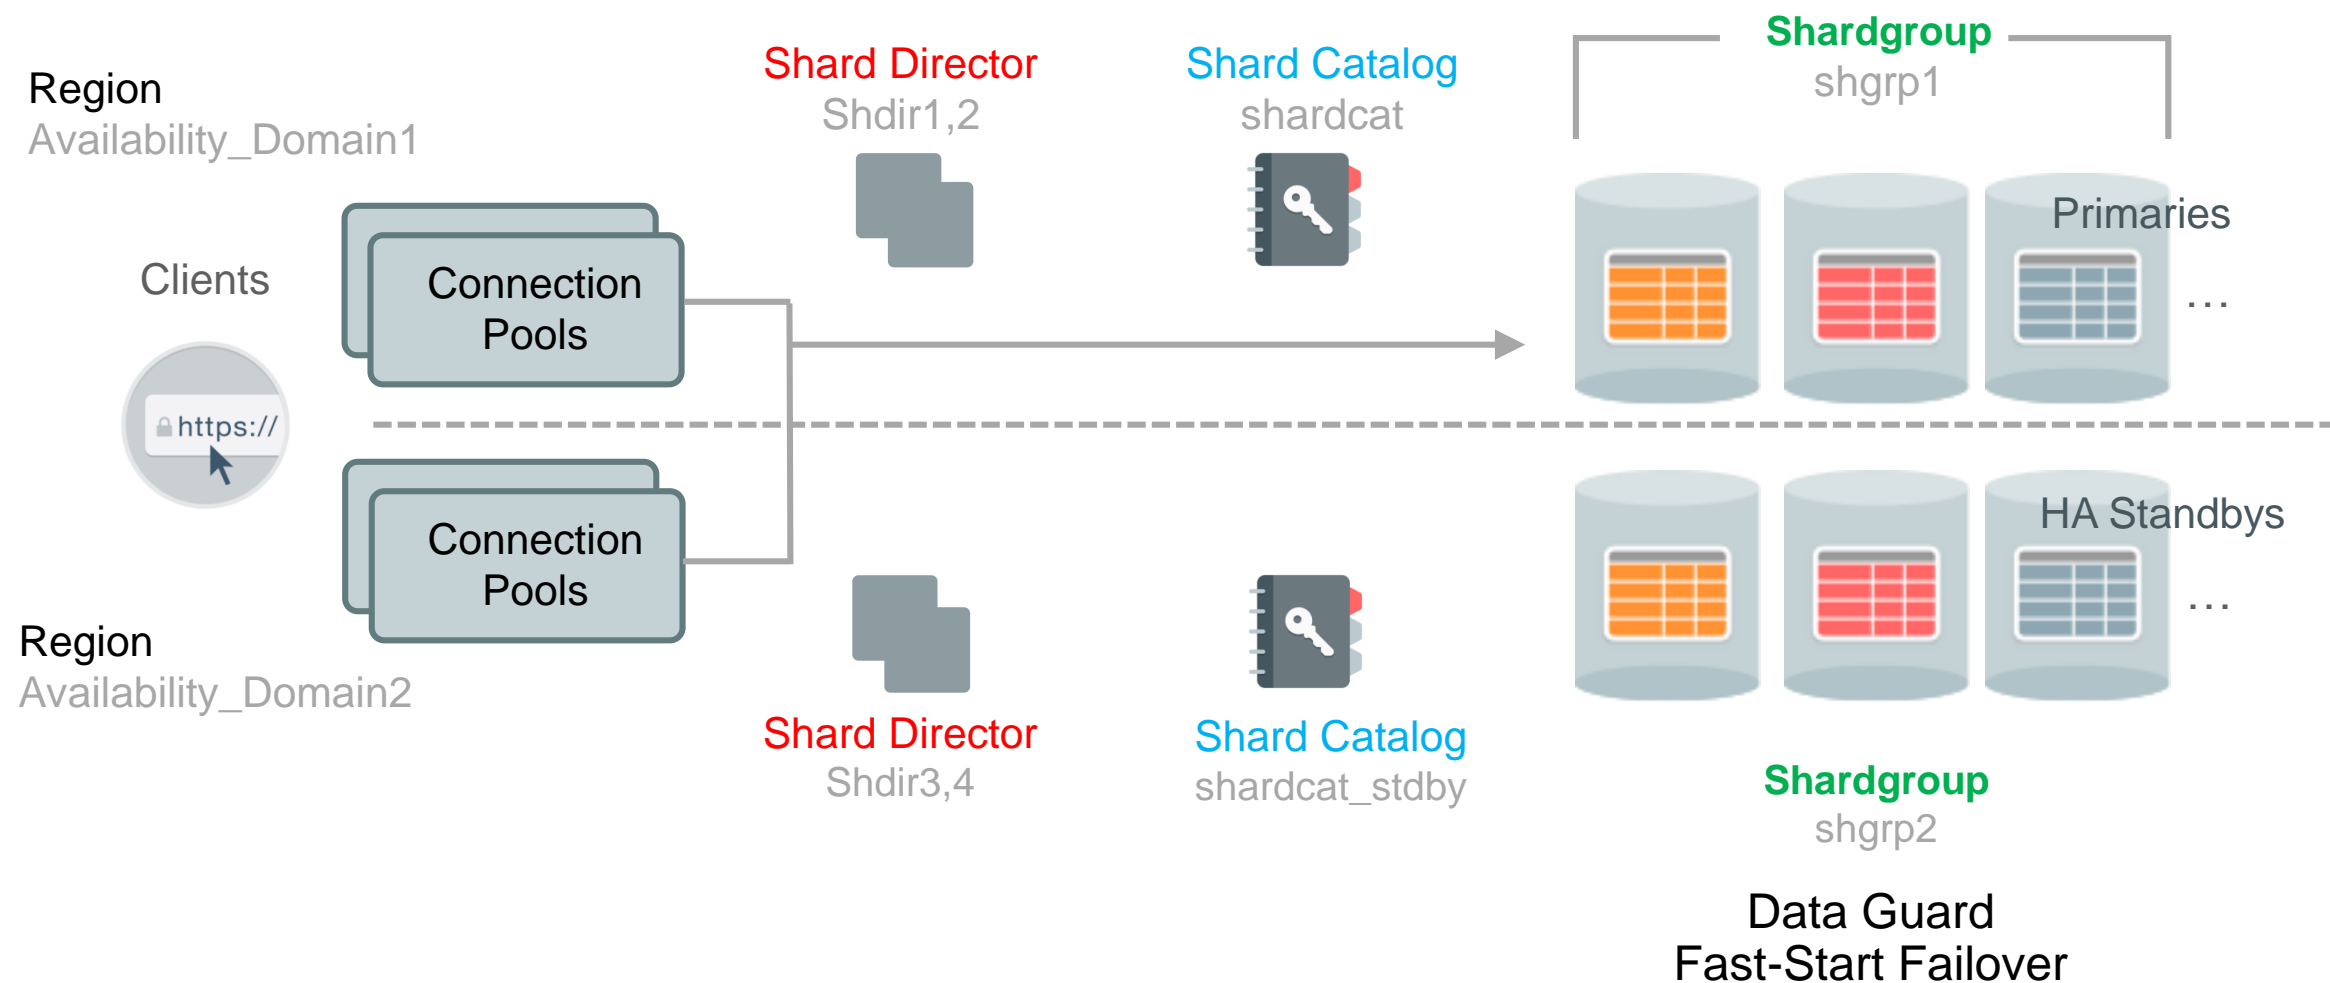 Region
Availability_Domain1
Shard Director
Shdir1,2
Shard Catalog
shardcat
Shardgroup
shgrp1
Clients
https://
Connection
Pools
Primaries
…
Connection
Pools
HA Standbys
…
Region
Availability_Domain2
Shard Director
Shdir3,4
Shard Catalog
shardcat_stdby
Shardgroup
shgrp2
Data Guard
Fast-Start Failover